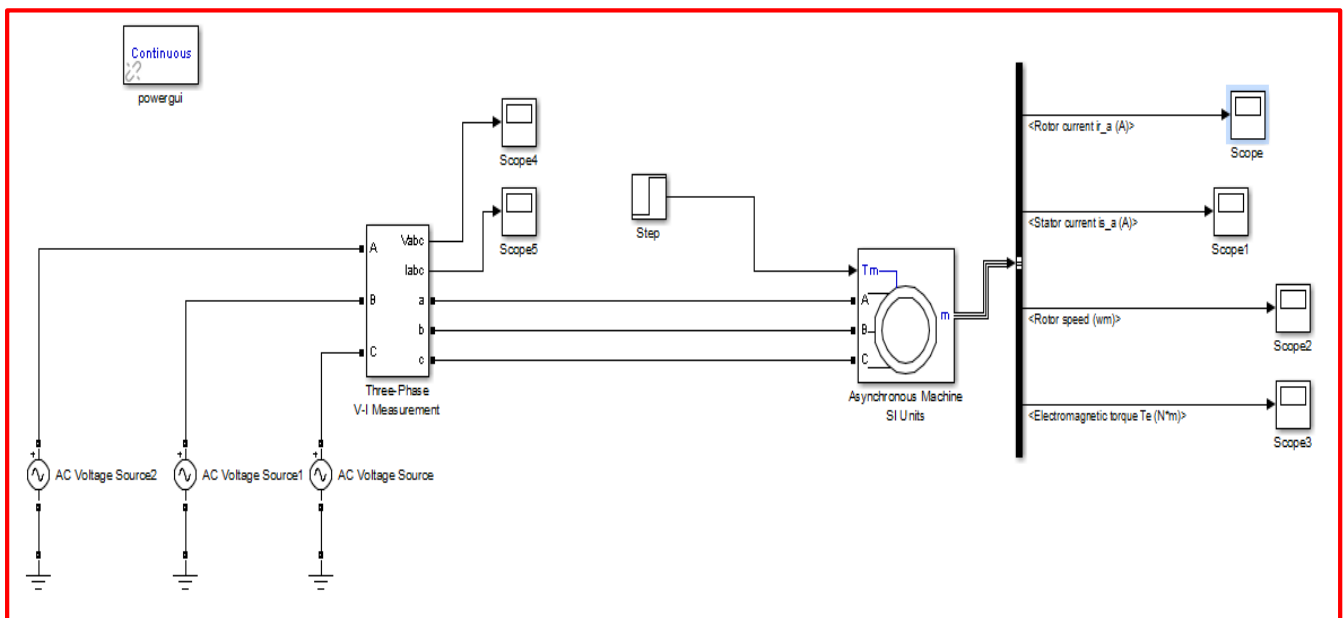 Continuous
powergui
Scope4
Scope5
Step
Vabc
Iabc
A
B
C
a
b
c
Three-Phase
V-I Measurement
Tm
A
B
C
m
Asynchronous Machine
SI Units
<Rotor current ir_a (A)>
Scope
<Stator current is_a (A)>
Scope1
<Rotor speed (wm)>
Scope2
<Electromagnetic torque Te (N*m)>
Scope3
+
AC Voltage Source2
+
AC Voltage Source1
+
AC Voltage Source